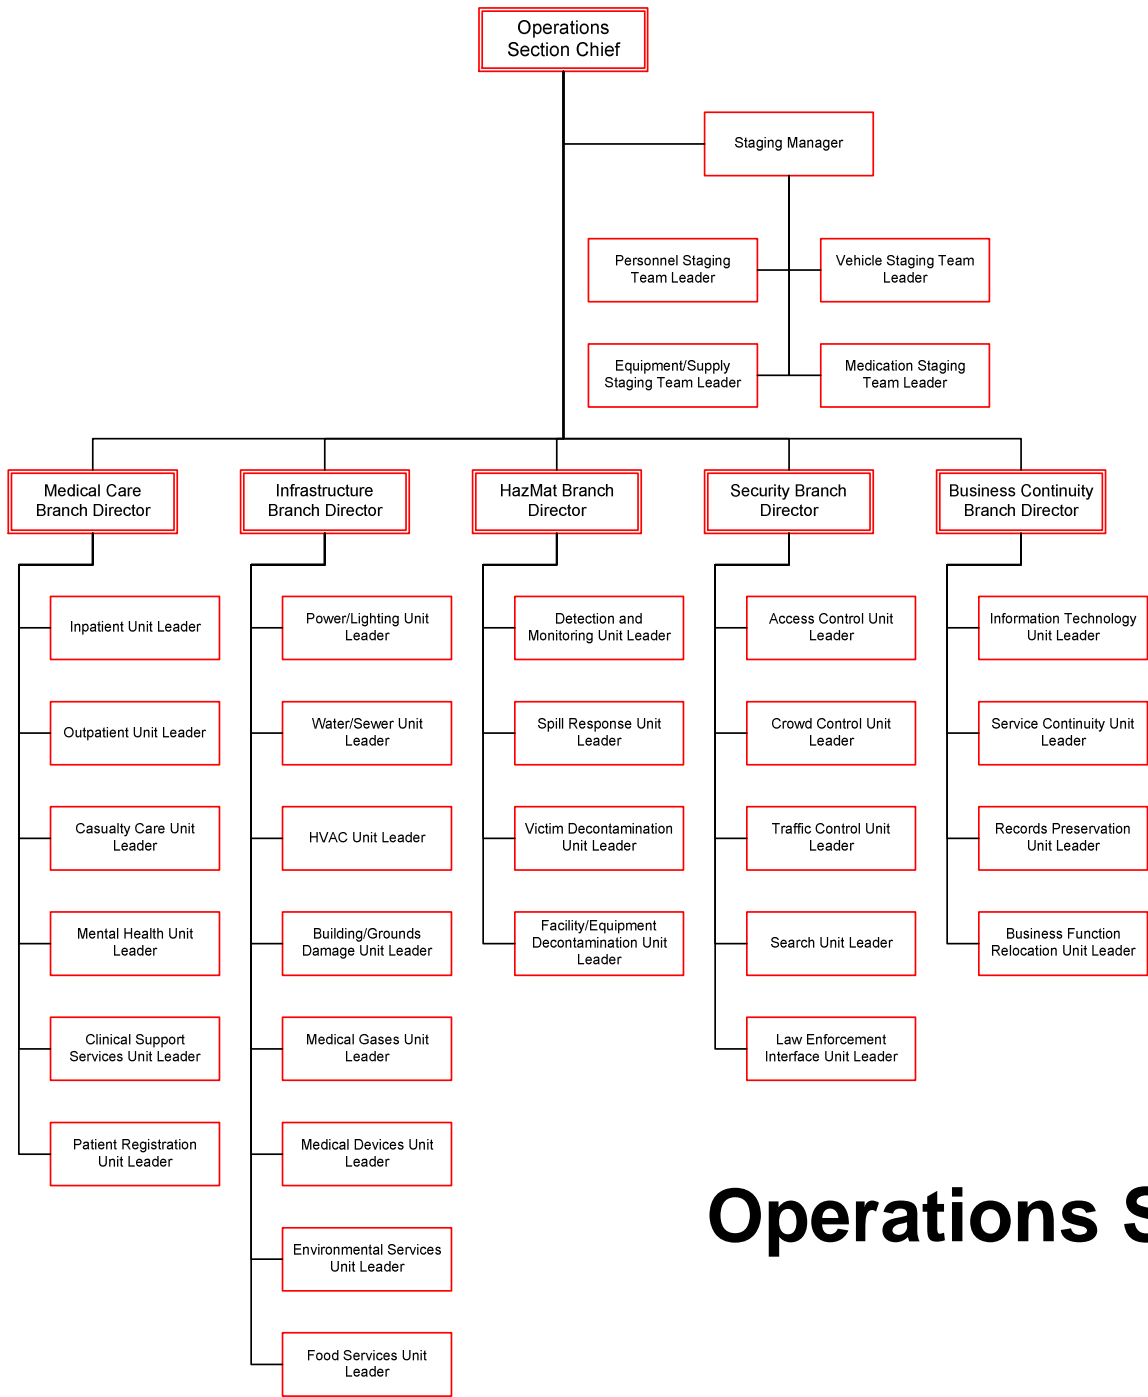 Operations
Section Chief
Staging Manager
Personnel Staging
Team Leader
Vehicle Staging Team
Leader
Equipment/Supply
Staging Team Leader
Medication Staging
Team Leader
Medical Care
Branch Director
Infrastructure
Branch Director
HazMat Branch
Director
Security Branch
Director
Business Continuity
Branch Director
Inpatient Unit Leader
Outpatient Unit Leader
Casualty Care Unit
Leader
Mental Health Unit
Leader
Clinical Support
Services Unit Leader
Patient Registration
Unit Leader
Power/Lighting Unit
Leader
Water/Sewer Unit
Leader
HVAC Unit Leader
Building/Grounds
Damage Unit Leader
Medical Gases Unit
Leader
Medical Devices Unit
Leader
Environmental Services
Unit Leader
Food Services Unit
Leader
Detection and
Monitoring Unit Leader
Spill Response Unit
Leader
Victim Decontamination
Unit Leader
Facility/Equipment
Decontamination Unit
Leader
Access Control Unit
Leader
Crowd Control Unit
Leader
Traffic Control Unit
Leader
Search Unit Leader
Law Enforcement
Interface Unit Leader
Information Technology
Unit Leader
Service Continuity Unit
Leader
Records Preservation
Unit Leader
Business Function
Relocation Unit Leader
Operations S